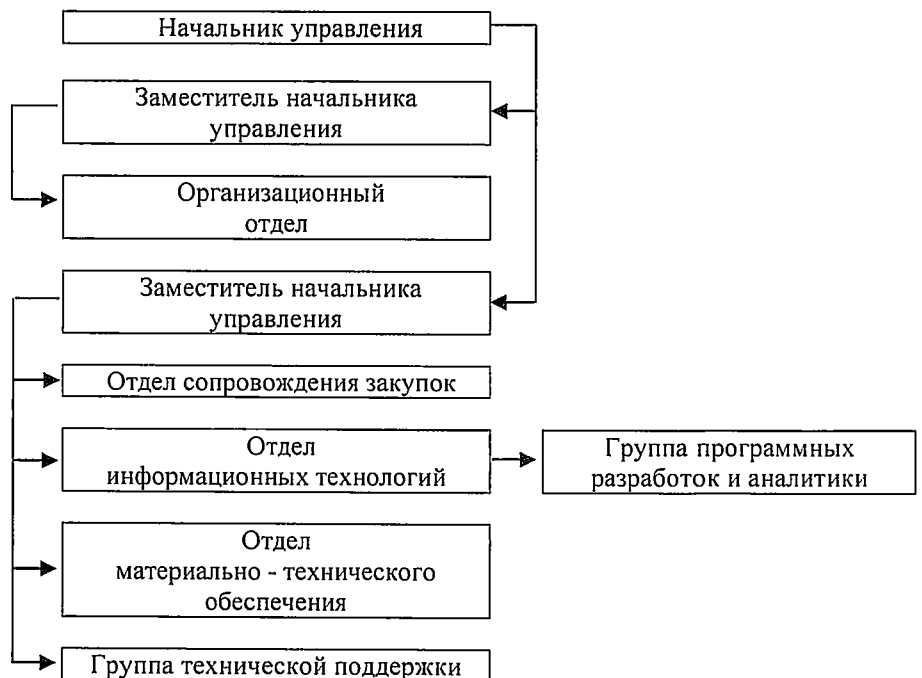 Начальник управления
Заместитель начальника
управления
Организационный
отдел
Заместитель начальника
управления
Отдел сопровождения закупок
Отдел
информационных технологий
Группа программных
разработок и аналитики
Отдел
материально - технического
обеспечения
Группа технической поддержки